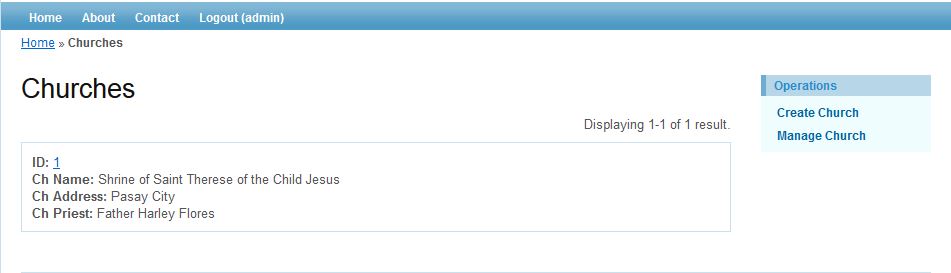 Home About Contact Logout (admin)
Home » Churches
Churches
Displaying 1-1 of 1 result.
ID: 1
Ch Name: Shrine of Saint Therese of the Child Jesus
Ch Address: Pasay City
Ch Priest: Father Harley Flores
Operations
Create Church
Manage Church